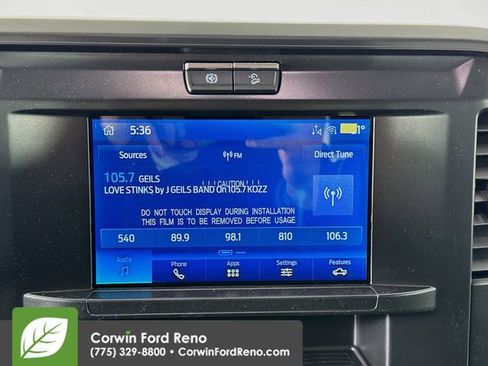 5:36
1°
Sources
FM
Direct Tune
105.7 GEILS
! CAUTION !
LOVE STINKS by J GEILS BAND on 105.7 KOZZ
DO NOT TOUCH DISPLAY DURING INSTALLATION
THIS FILM IS TO BE REMOVED BEFORE USAGE
540 89.9 98.1 810 106.3
Audio Phone Apps Settings Features
Corwin Ford Reno
(775) 329-8800 • CorwinFordReno.com